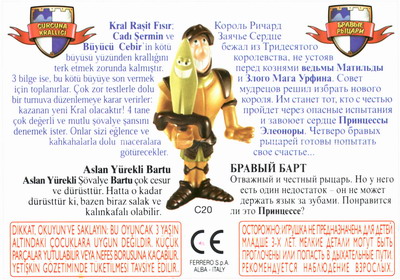 CURCUNA
KRALLIĞI
Kral Raşit Fısır,
Cadı Şermin ve
Büyücü Cebir'in kötü
büyüsü yüzünden krallığını
terk etmek zorunda kalmıştır.
3 bilge ise, bu kötü büyüye son vermek
için toplanırlar. Çok zor testlerle dolu
bir turnuva düzenlemeye karar verirler:
kazanan yeni Kral olacaktır! 4 tane
çok değerli ve mutlu şövalye şansını
denemek ister. Onlar sizi eğlence ve
kahkahalarla dolu maceralara
götürecekler.
Aslan Yürekli Bartu
Aslan Yürekli Şövalye Bartu çok cesur
ve dürüsttür. Hatta o kadar
dürüsttür ki, bazen biraz salak ve
kalınkafalı olabilir.
C20
CE
FERRERO S.p.A.
ALBA - ITALY
БРАВЫЕ
РЫЦАРИ
Король Ричард
Заячье Сердце
бежал из Тридесятого
королевства, не устояв
перед кознями ведьмы Матильды
и Злого Мага Урфина. Совет
мудрецов решил избрать нового
короля. Им станет тот, кто с честью
пройдет через опасные испытания
и завоюет сердце Принцессы
Элеоноры. Четверо бравых
рыцарей готовы попытать
свое счастье...
БРАВЫЙ БАРТ
Отважный и честный рыцарь. Но у него
есть один недостаток – он не может
держать язык за зубами. Понравится
ли это Принцессе?
DİKKAT, OKUYUN VE SAKLAYIN: BU OYUNCAK 3 YAŞIN
ALTINDAKİ ÇOCUKLARA UYGUN DEĞİLDİR. KÜÇÜK
PARÇALAR YUTULABİLİR VEYA NEFES BORUSUNA KAÇABİLİR.
YETİŞKİN GÖZETİMİNDE TÜKETİLMESİ TAVSİYE EDİLİR.
ОСТОРОЖНО! ИГРУШКА НЕ ПРЕДНАЗНАЧЕНА ДЛЯ ДЕТЕЙ
МЛАДШЕ 3-Х ЛЕТ. МЕЛКИЕ ДЕТАЛИ МОГУТ БЫТЬ
ПРОГЛОЧЕНЫ ИЛИ ПОПАСТЬ В ДЫХАТЕЛЬНЫЕ ПУТИ
РЕКОМЕНДУЕТСЯ НАБЛЮДЕНИЕ ВЗРОСЛЫХ.